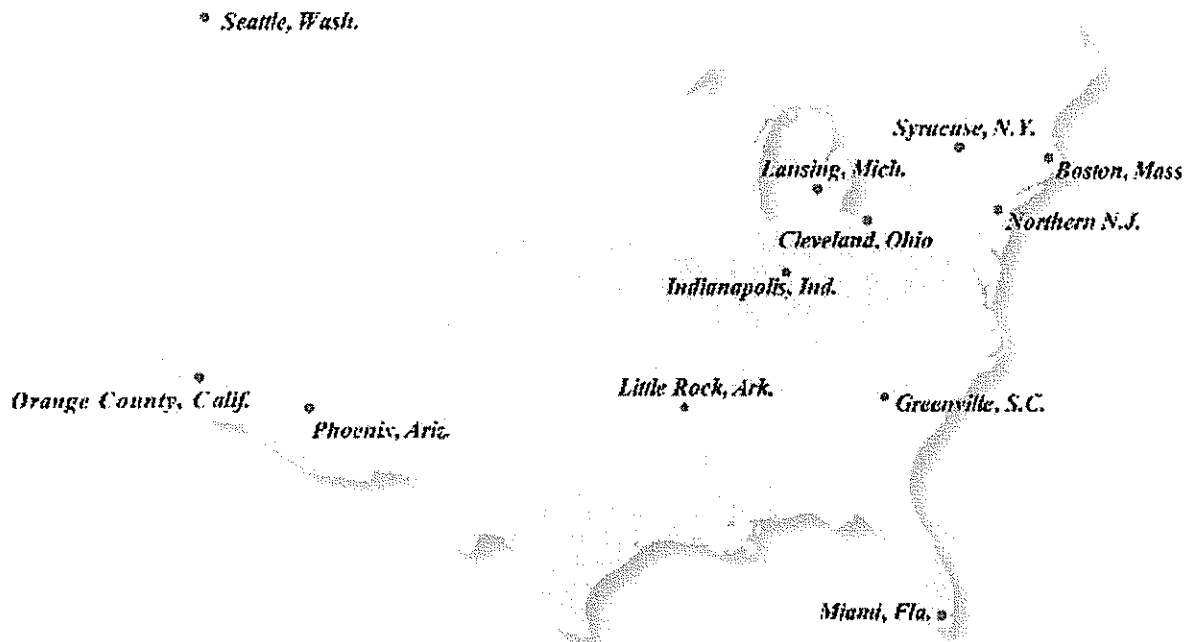 Seattle, Wash.
Syracuse, N.Y.
Lansing, Mich.
Boston, Mass
Northern N.J.
Cleveland, Ohio
Indianapolis, Ind.
Little Rock, Ark.
Orange County, Calif.
Greenville, S.C.
Phoenix, Ariz.
Miami, Fla.